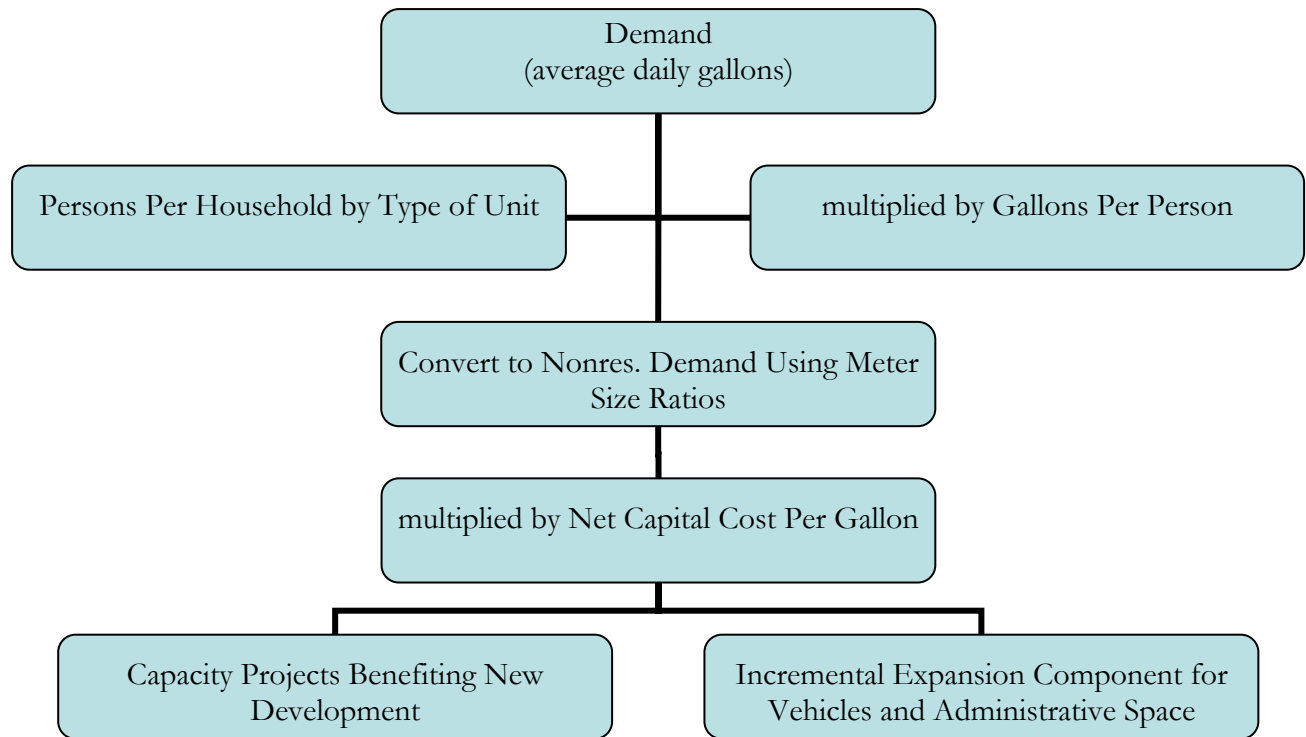 Demand
(average daily gallons)
Persons Per Household by Type of Unit
multiplied by Gallons Per Person
Convert to Nonres. Demand Using Meter
Size Ratios
multiplied by Net Capital Cost Per Gallon
Capacity Projects Benefiting New
Development
Incremental Expansion Component for
Vehicles and Administrative Space